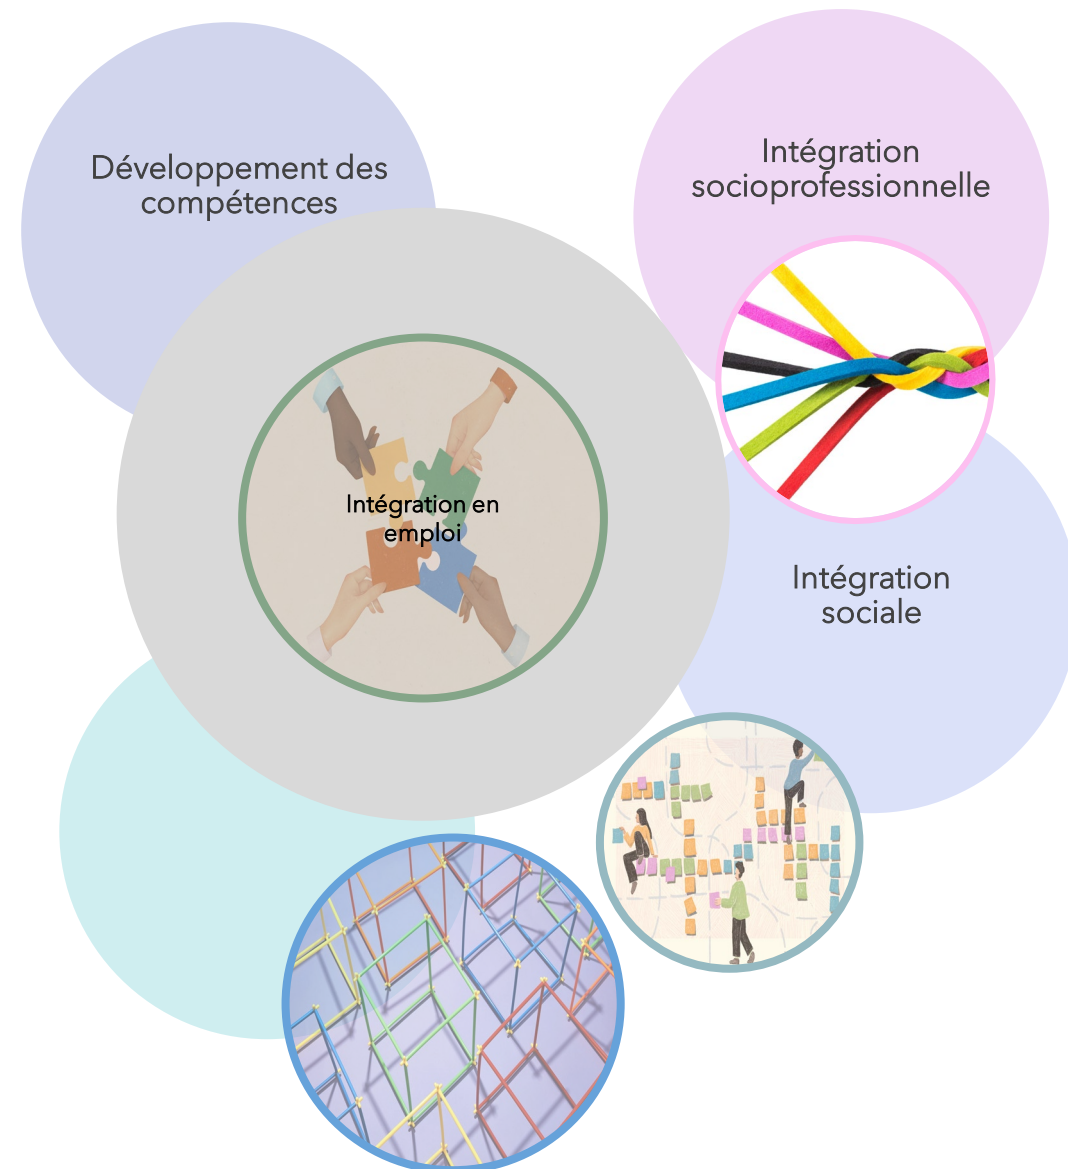 Développement des
compétences
Intégration
socioprofessionnelle
Intégration en
emploi
Intégration
sociale